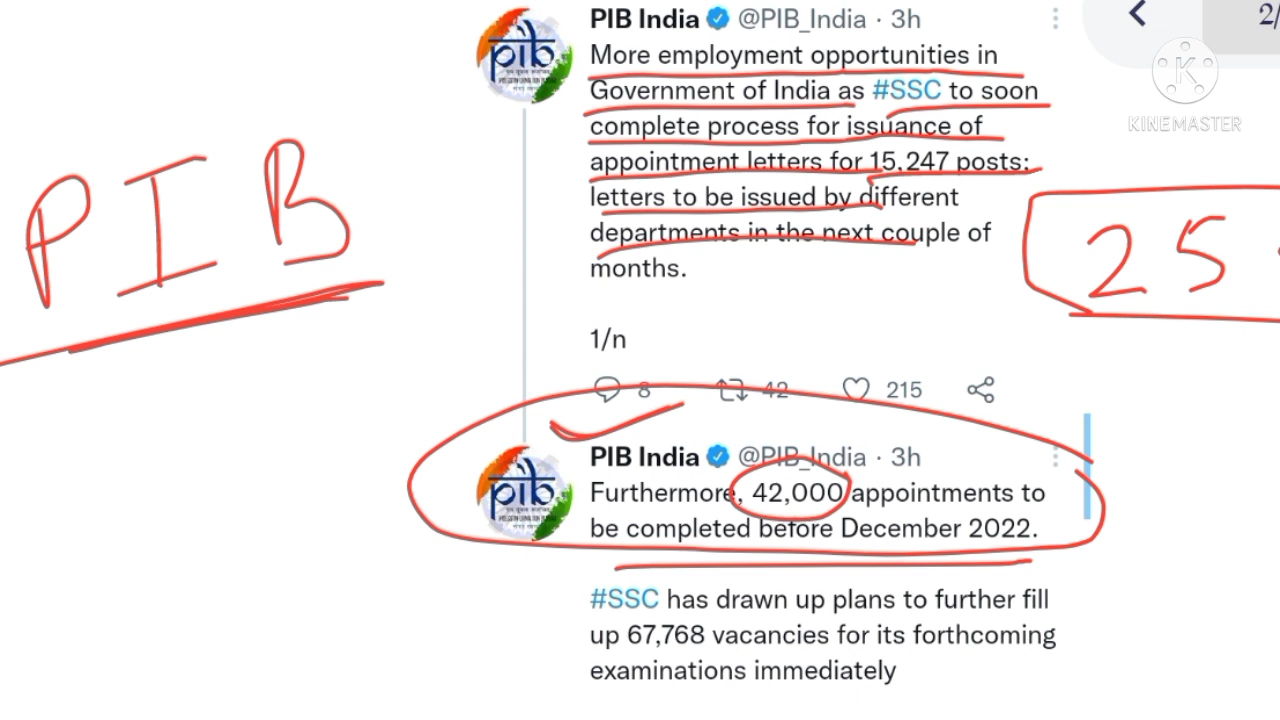 PIB India @PIB_India · 3h
More employment opportunities in
Government of India as #SSC to soon
complete process for issuance of
appointment letters for 15,247 posts;
letters to be issued by different
departments in the next couple of
months.
1/n
8 42 215
PIB India @PIB_India · 3h
Furthermore, 42,000 appointments to
be completed before December 2022.
#SSC has drawn up plans to further fill
up 67,768 vacancies for its forthcoming
examinations immediately
PIB
25
2/
K
KINEMASTER
pib
pib